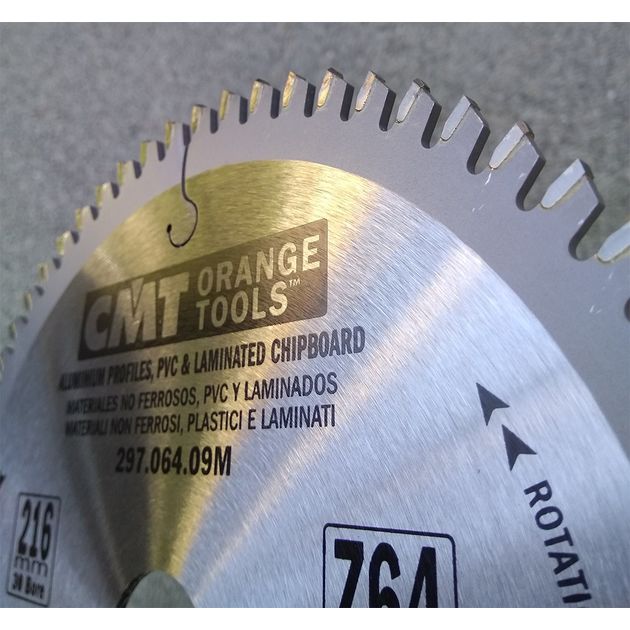 CMT ORANGE TOOLS™
ALUMINIUM PROFILES, PVC & LAMINATED CHIPBOARD
MATERIALES NO FERROSOS, PVC Y LAMINADOS
MATERIALI NON FERROSI, PLASTICI E LAMINATI
297.064.09M
216
mm
30 Bore
Z64
ROTATI